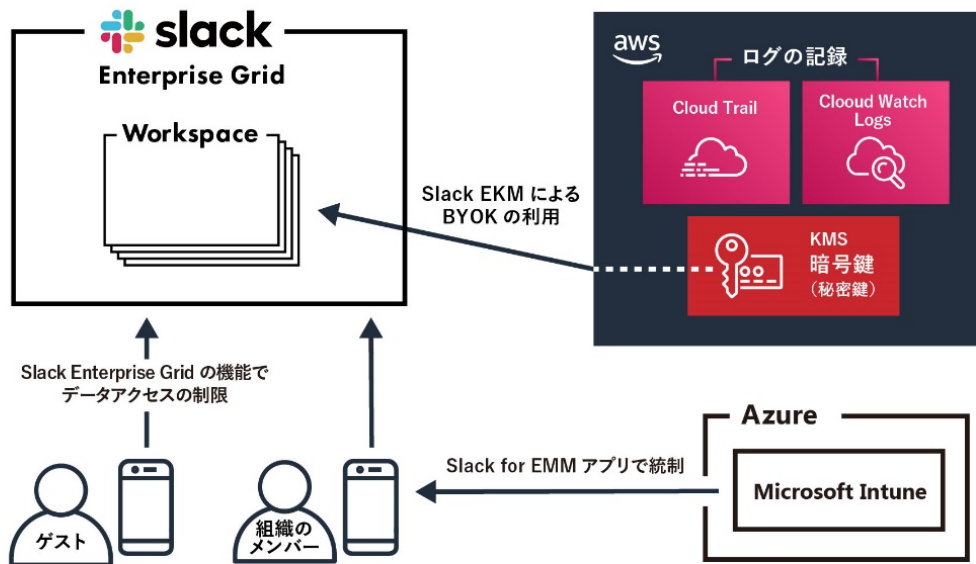 slack
Enterprise Grid
Workspace
aws
ログの記録
Cloud Trail
Clooud Watch
Logs
Slack EKM による
BYOK の利用
KMS
暗号鍵
（秘密鍵）
Slack Enterprise Grid の機能で
データアクセスの制限
Azure
Slack for EMM アプリで統制
Microsoft Intune
ゲスト
組織の
メンバー